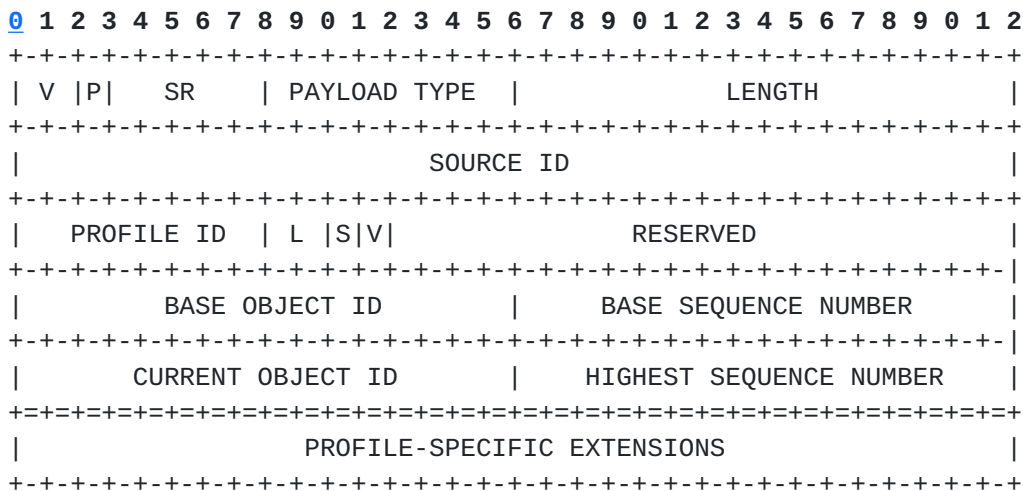 0 1 2 3 4 5 6 7 8 9 0 1 2 3 4 5 6 7 8 9 0 1 2 3 4 5 6 7 8 9 0 1 2
+-+-+-+-+-+-+-+-+-+-+-+-+-+-+-+-+-+-+-+-+-+-+-+-+-+-+-+-+-+-+-+-+
| V |P|   SR    | PAYLOAD TYPE  |             LENGTH            |
+-+-+-+-+-+-+-+-+-+-+-+-+-+-+-+-+-+-+-+-+-+-+-+-+-+-+-+-+-+-+-+-+
|                          SOURCE ID                            |
+-+-+-+-+-+-+-+-+-+-+-+-+-+-+-+-+-+-+-+-+-+-+-+-+-+-+-+-+-+-+-+-+
|   PROFILE ID  | L |S|V|               RESERVED                |
+-+-+-+-+-+-+-+-+-+-+-+-+-+-+-+-+-+-+-+-+-+-+-+-+-+-+-+-+-+-+-+-|
|         BASE OBJECT ID        |     BASE SEQUENCE NUMBER      |
+-+-+-+-+-+-+-+-+-+-+-+-+-+-+-+-+-+-+-+-+-+-+-+-+-+-+-+-+-+-+-+-|
|       CURRENT OBJECT ID       |    HIGHEST SEQUENCE NUMBER    |
+=+=+=+=+=+=+=+=+=+=+=+=+=+=+=+=+=+=+=+=+=+=+=+=+=+=+=+=+=+=+=+=+
|                  PROFILE-SPECIFIC EXTENSIONS                  |
+-+-+-+-+-+-+-+-+-+-+-+-+-+-+-+-+-+-+-+-+-+-+-+-+-+-+-+-+-+-+-+-+